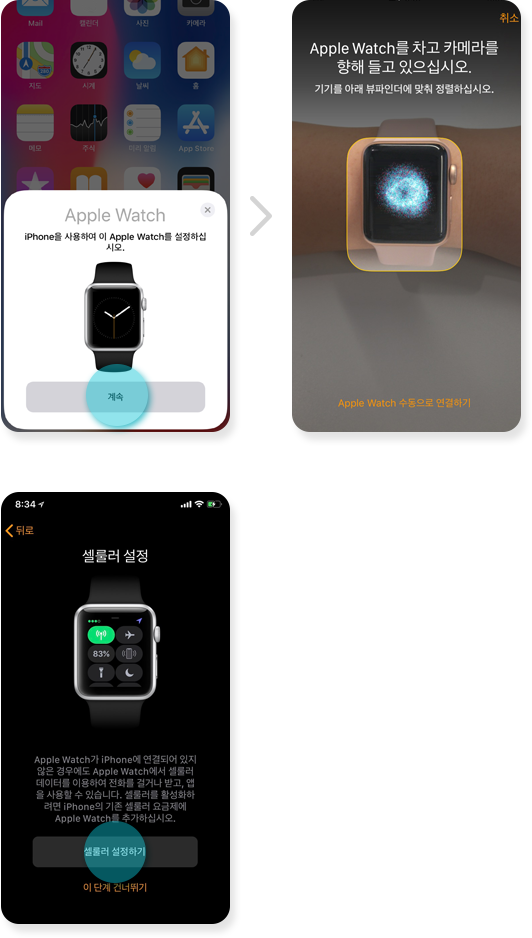 Mail
캘린더
사진
카메라
지도
시계
날씨
홈
메모
주식
미리 알림
App Store
Apple Watch
iPhone을 사용하여 이 Apple Watch를 설정하십
시오.
계속
취소
Apple Watch를 차고 카메라를
향해 들고 있으십시오.
기기를 아래 뷰파인더에 맞춰 정렬하십시오.
Apple Watch 수동으로 연결하기
8:34
뒤로
셀룰러 설정
83%
Apple Watch가 iPhone에 연결되어 있지
않은 경우에도 Apple Watch에서 셀룰러
데이터를 이용하여 전화를 걸거나 받고, 앱
을 사용할 수 있습니다. 셀룰러를 활성화하
려면 iPhone의 기존 셀룰러 요금제에
Apple Watch를 추가하십시오.
셀룰러 설정하기
이 단계 건너뛰기